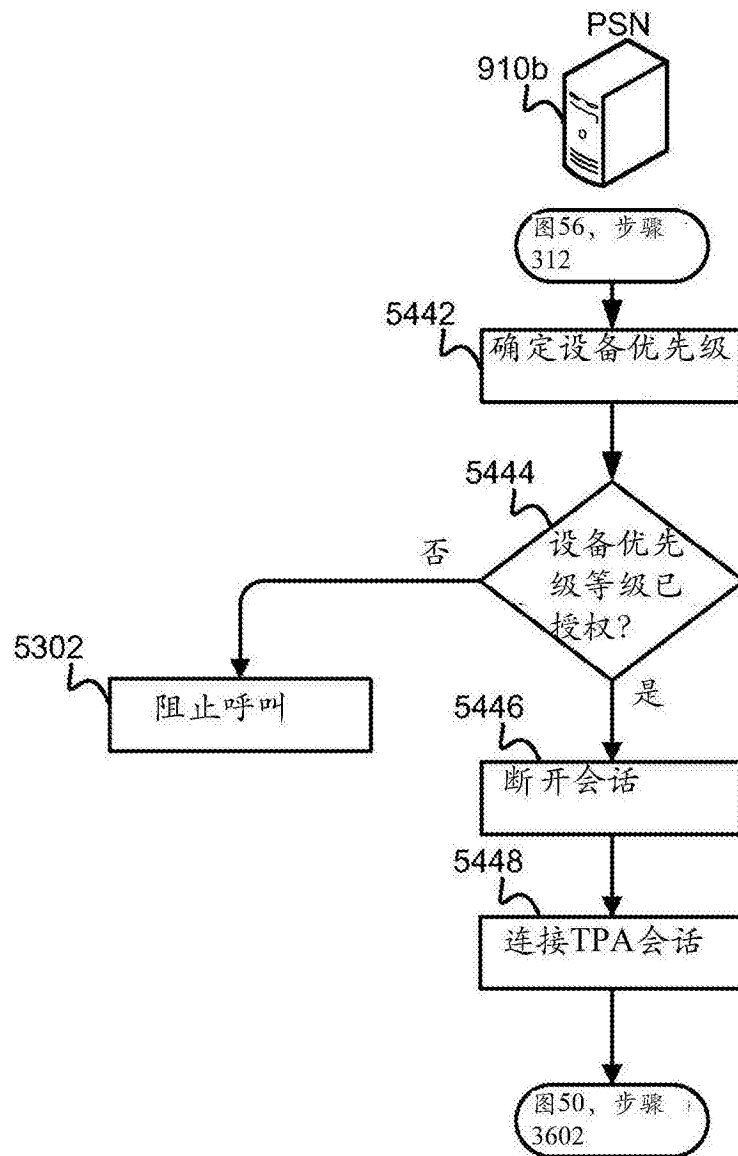 PSN
910b
图56，步骤
312
5442
确定设备优先级
5444
设备优先
级等级已
授权？
否
是
5302
阻止呼叫
5446
断开会话
5448
连接TPA会话
图50，步骤
3602